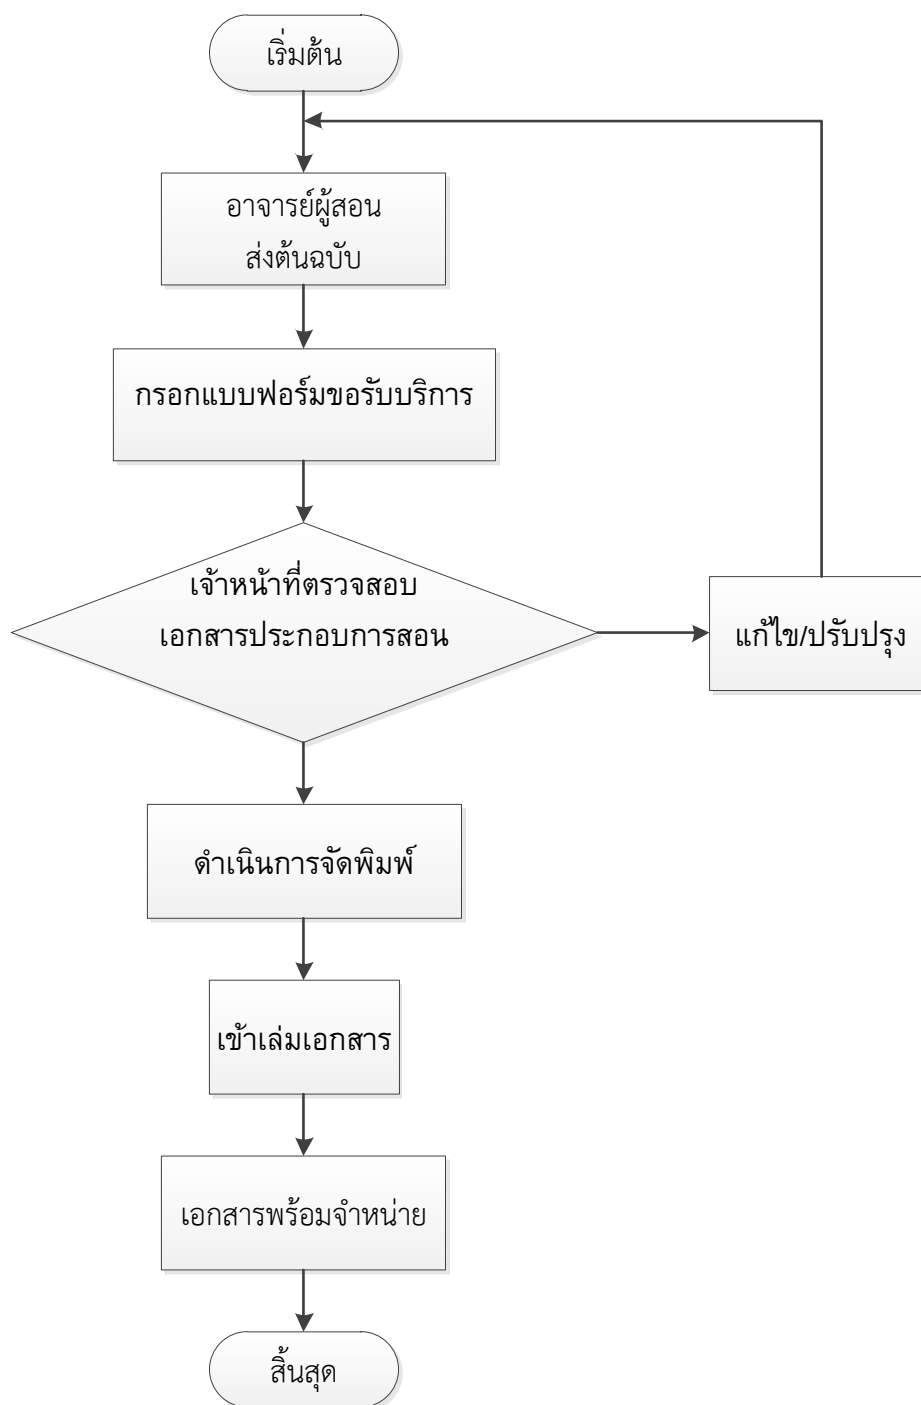 เริ่มต้น
อาจารย์ผู้สอน
ส่งต้นฉบับ
กรอกแบบฟอร์มขอรับบริการ
เจ้าหน้าที่ตรวจสอบ
เอกสารประกอบการสอน
แก้ไข/ปรับปรุง
ดำเนินการจัดพิมพ์
เข้าเล่มเอกสาร
เอกสารพร้อมจำหน่าย
สิ้นสุด